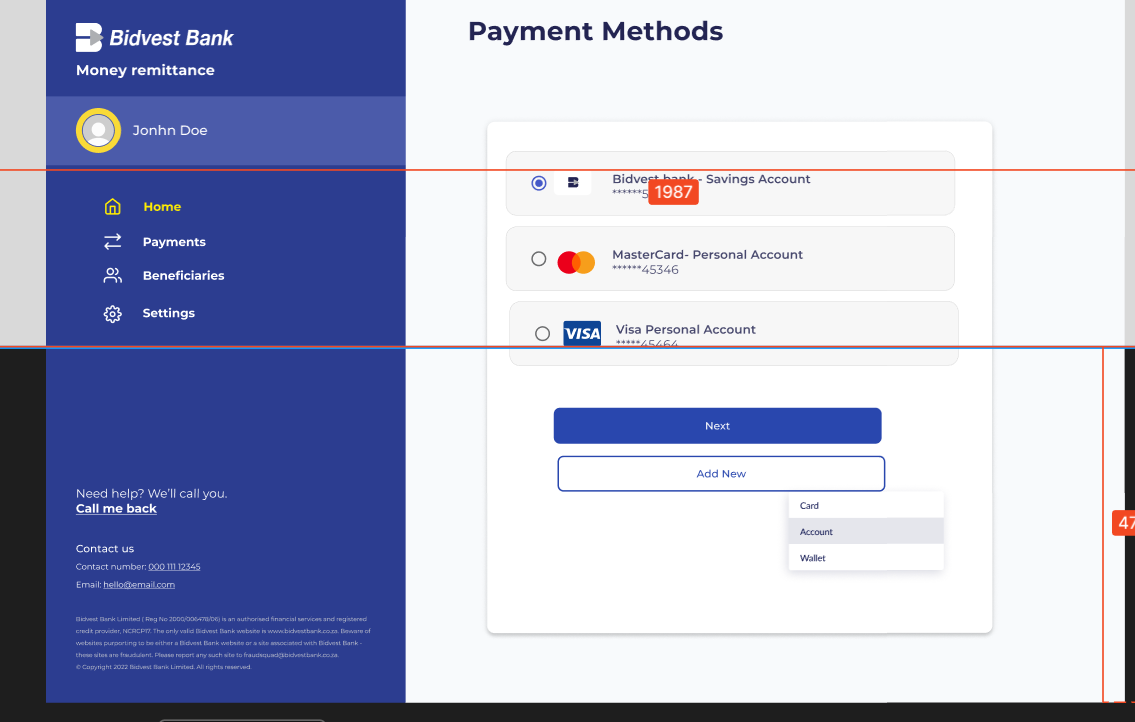 Bidvest Bank
Money remittance
Jonhn Doe
Home
Payments
Beneficiaries
Settings
Need help? We'll call you.
Call me back
Contact us
Contact number: 000 111 12345
Email: hello@email.com
Bidvest Bank Limited ( Reg No 2000/006478/06) is an authorised financial services and registered
credit provider, NCRCP17. The only valid Bidvest Bank website is www.bidvestbank.co.za. Beware of
websites purporting to be either a Bidvest Bank website or a site associated with Bidvest Bank -
these sites are fraudulent. Please report any such site to fraudsquad@bidvestbank.co.za.
© Copyright 2022 Bidvest Bank Limited. All rights reserved.
Payment Methods
Bidvest bank - Savings Account
******5
1987
MasterCard- Personal Account
******45346
VISA
Visa Personal Account
*****45464
Next
Add New
Card
Account
Wallet
47